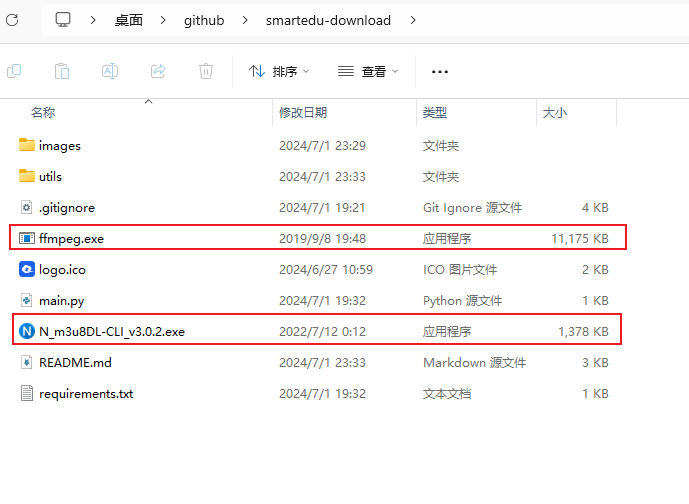 桌面 > github > smartedu-download >
排序 查看 ...
名称 修改日期 类型 大小
images 2024/7/1 23:29 文件夹
utils 2024/7/1 23:33 文件夹
.gitignore 2024/7/1 19:21 Git Ignore 源文件 4 KB
ffmpeg.exe 2019/9/8 19:48 应用程序 11,175 KB
logo.ico 2024/6/27 10:59 ICO 图片文件 2 KB
main.py 2024/7/1 19:32 Python 源文件 1 KB
N_m3u8DL-CLI_v3.0.2.exe 2022/7/12 0:12 应用程序 1,378 KB
README.md 2024/7/1 23:33 Markdown 源文件 3 KB
requirements.txt 2024/7/1 19:32 文本文档 1 KB